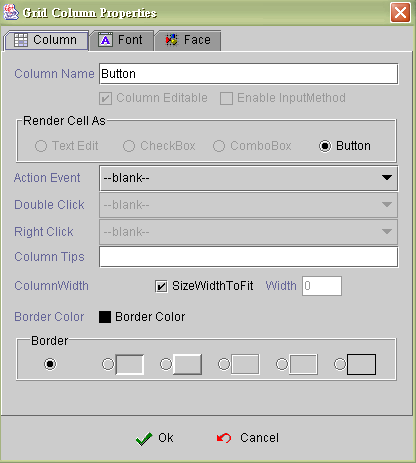 Grid Column Properties
Column Font Face
Column Name Button
Column Editable Enable InputMethod
Render Cell As
Text Edit CheckBox ComboBox Button
Action Event --blank--
Double Click --blank--
Right Click --blank--
Column Tips
ColumnWidth SizeWidthToFit Width 0
Border Color Border Color
Border
Ok Cancel